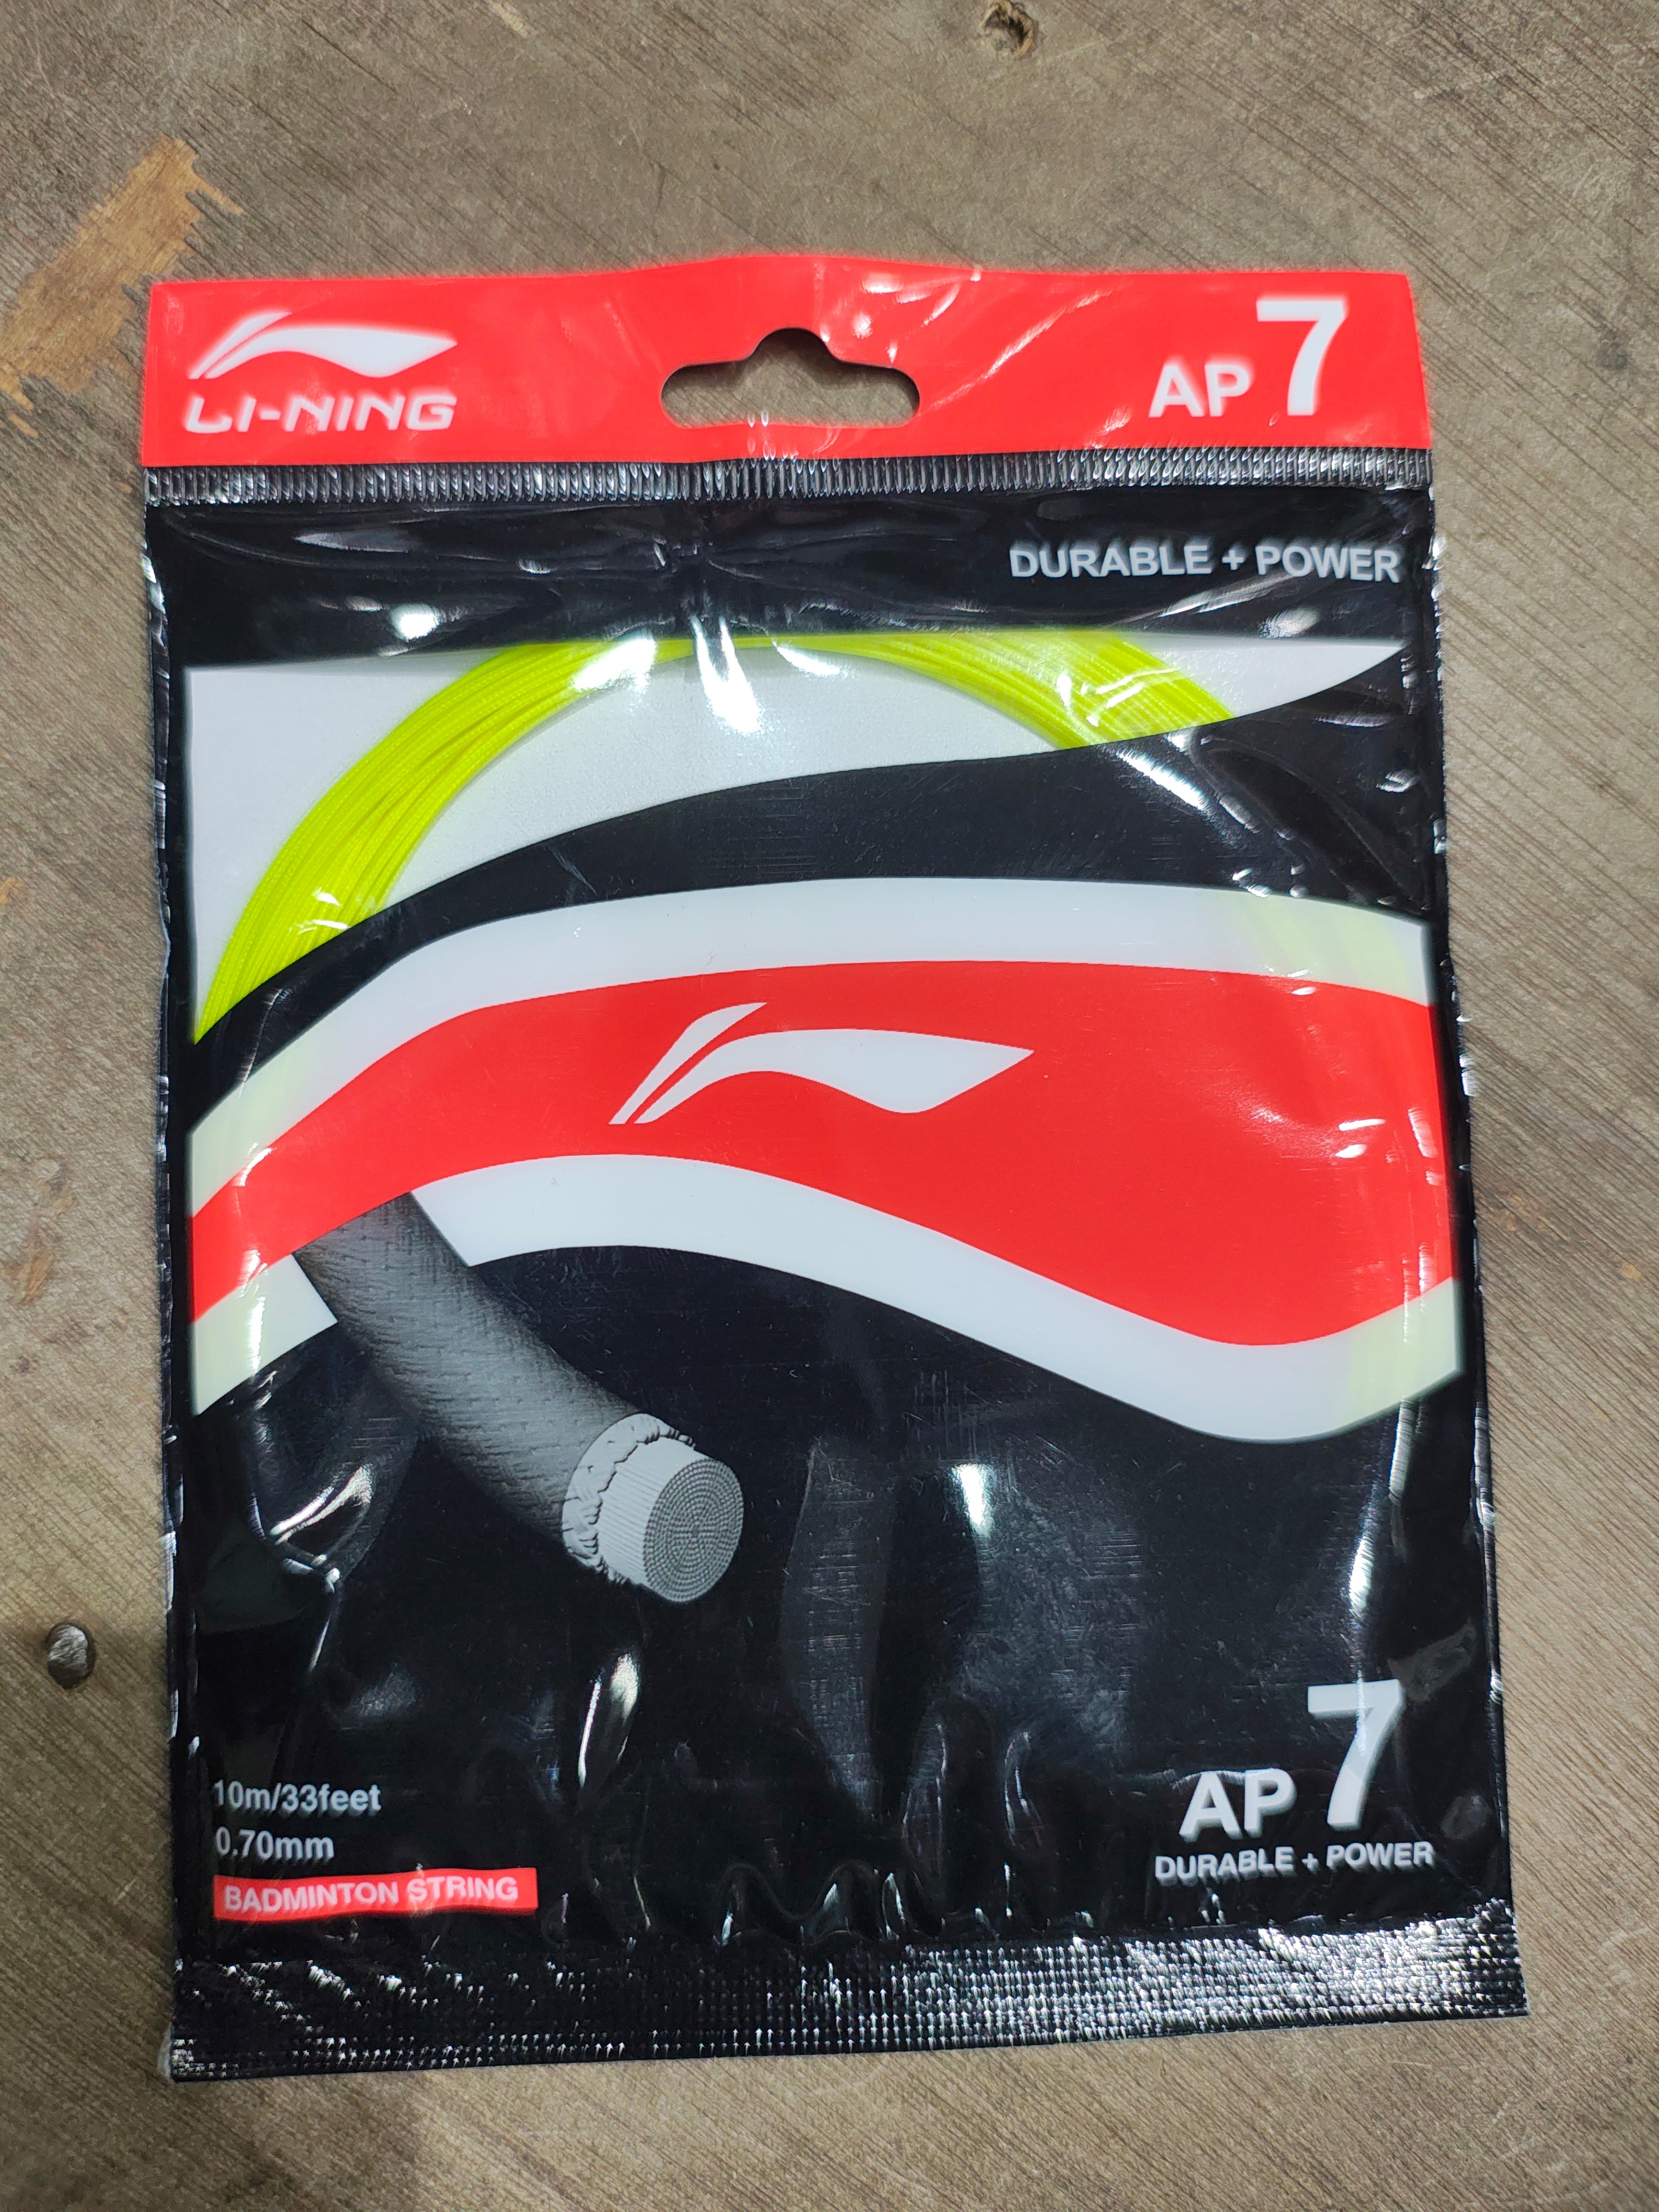 LI-NING
AP 7
DURABLE + POWER
10m/33feet
0.70mm
BADMINTON STRING
AP 7
DURABLE + POWER